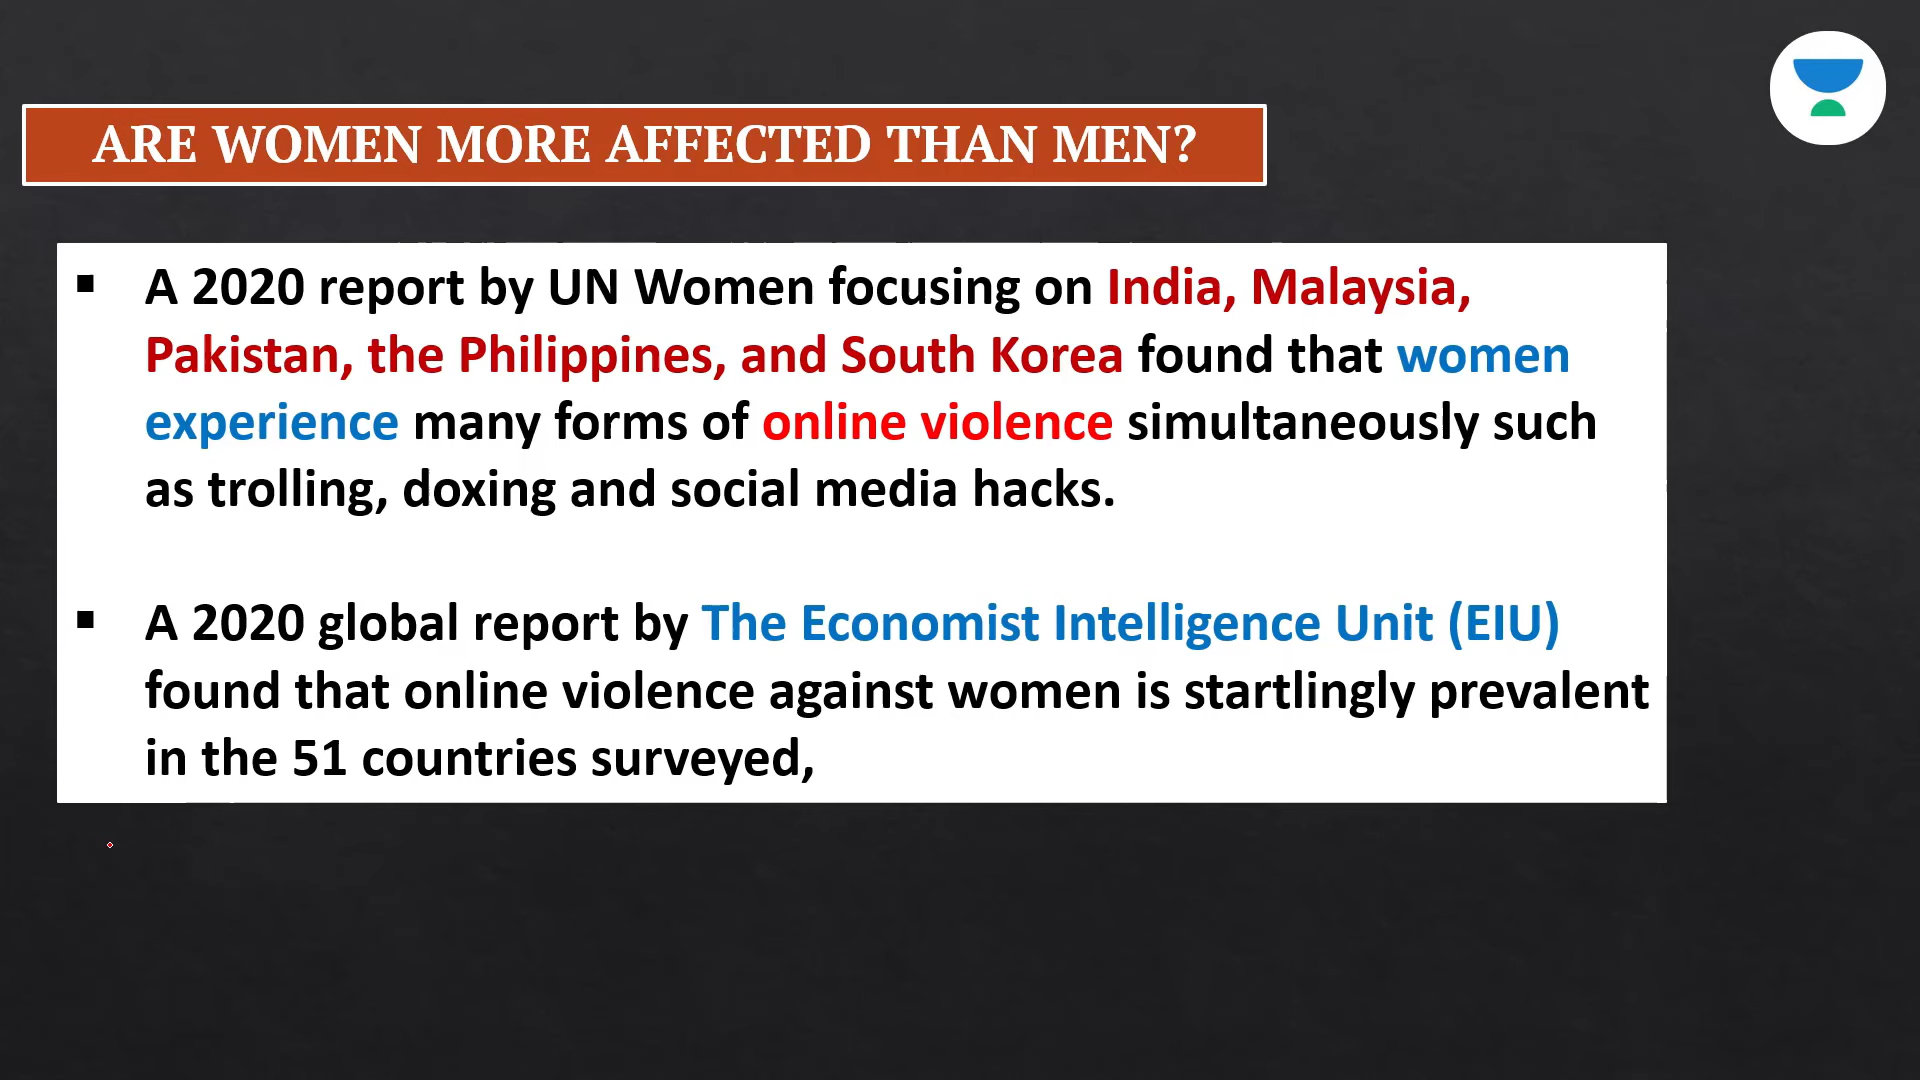 ARE WOMEN MORE AFFECTED THAN MEN?
▪ A 2020 report by UN Women focusing on India, Malaysia,
Pakistan, the Philippines, and South Korea found that women
experience many forms of online violence simultaneously such
as trolling, doxing and social media hacks.
▪ A 2020 global report by The Economist Intelligence Unit (EIU)
found that online violence against women is startlingly prevalent
in the 51 countries surveyed,